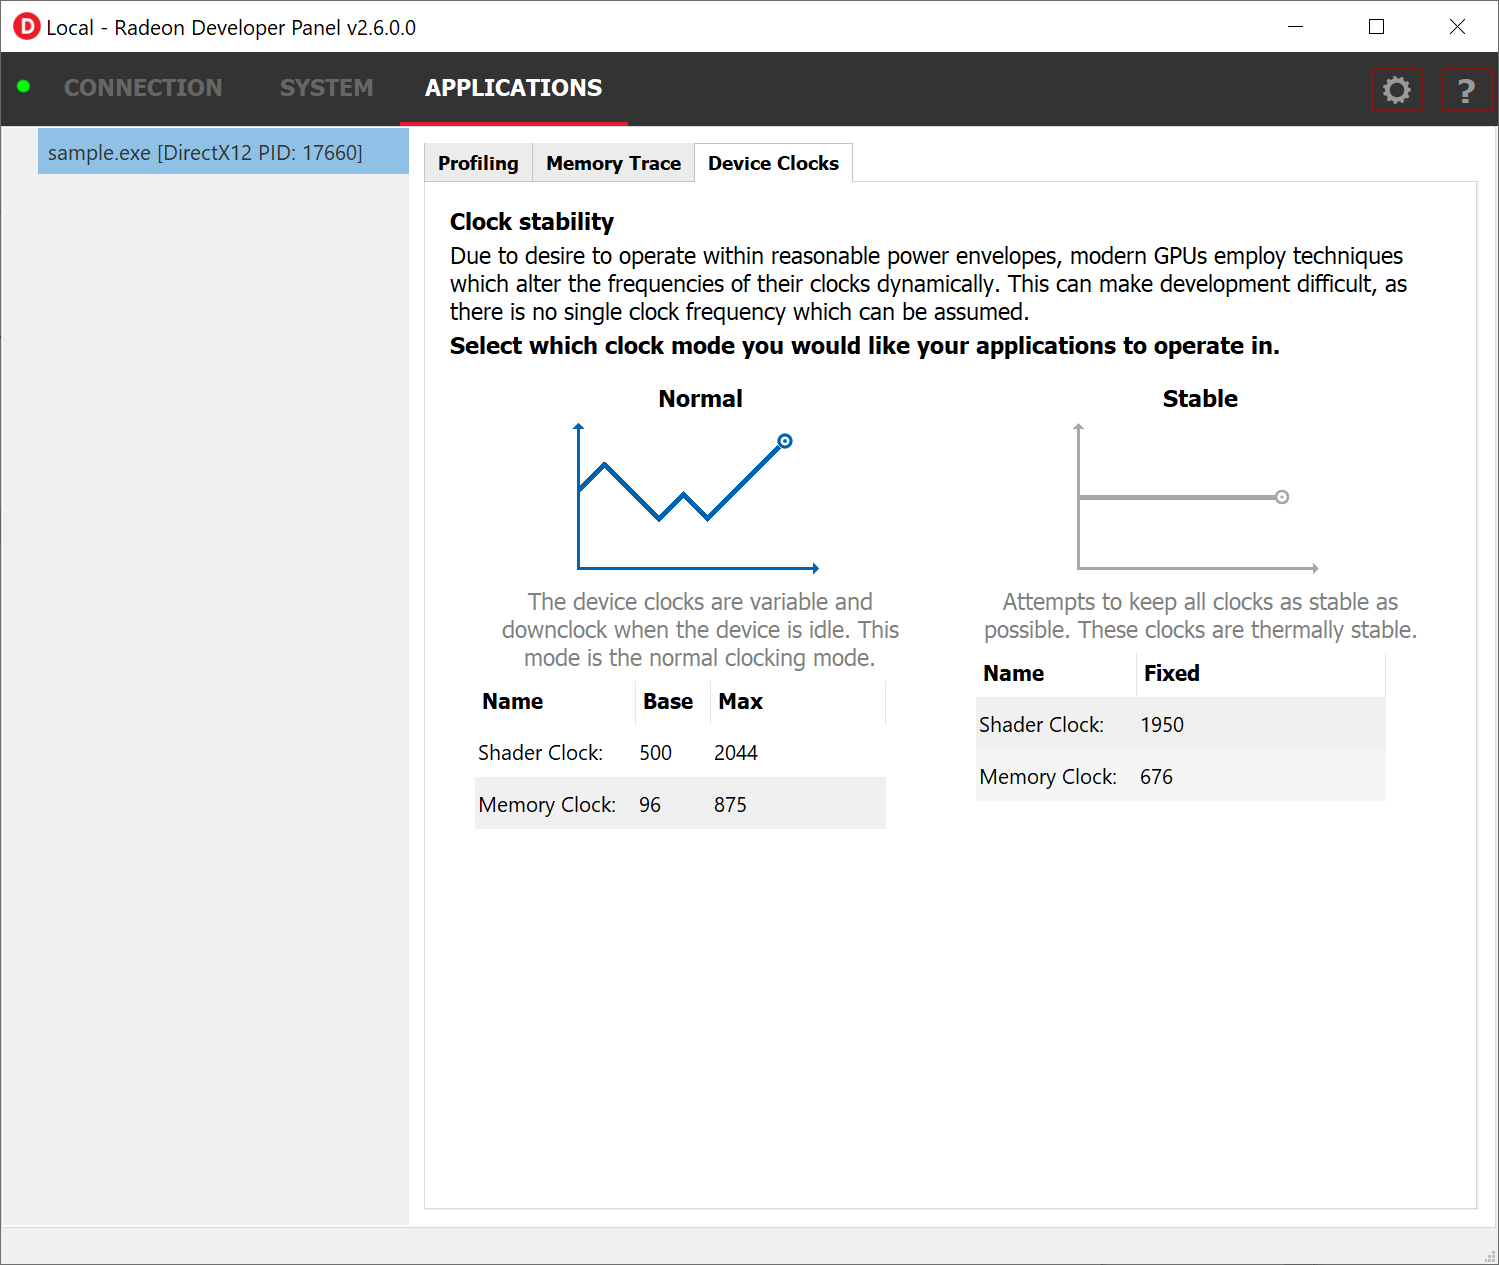 D Local - Radeon Developer Panel v2.6.0.0
CONNECTION SYSTEM APPLICATIONS ?
sample.exe [DirectX12 PID: 17660]
Profiling Memory Trace Device Clocks
Clock stability
Due to desire to operate within reasonable power envelopes, modern GPUs employ techniques
which alter the frequencies of their clocks dynamically. This can make development difficult, as
there is no single clock frequency which can be assumed.
Select which clock mode you would like your applications to operate in.
Normal
The device clocks are variable and
downclock when the device is idle. This
mode is the normal clocking mode.
Name Base Max
Shader Clock: 500 2044
Memory Clock: 96 875
Stable
Attempts to keep all clocks as stable as
possible. These clocks are thermally stable.
Name Fixed
Shader Clock: 1950
Memory Clock: 676